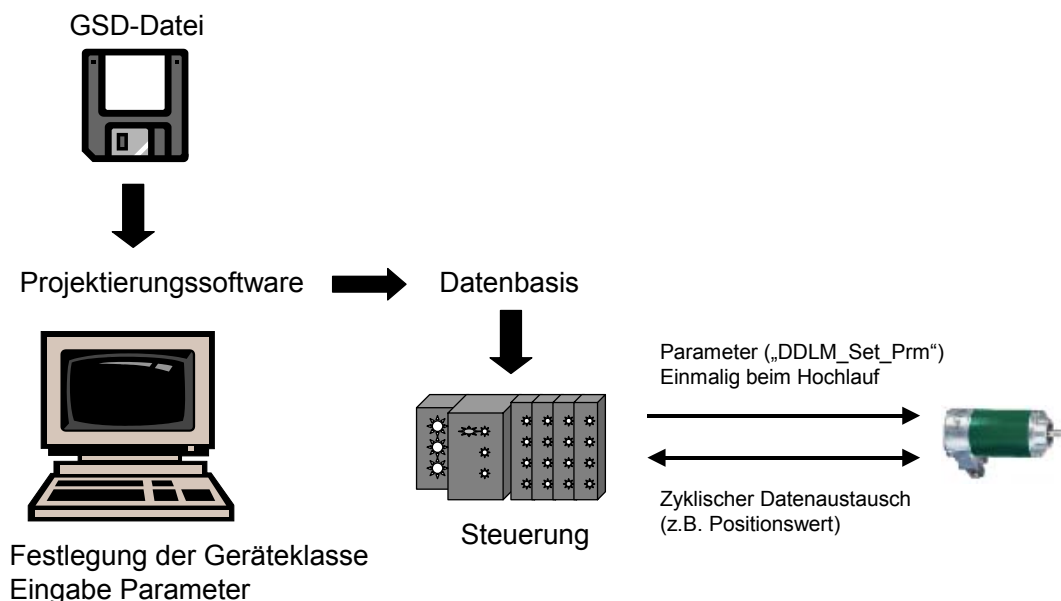 GSD-Datei
Projektierungssoftware
Datenbasis
Parameter („DDLM_Set_Prm“)
Einmalig beim Hochlauf
Zyklischer Datenaustausch
(z.B. Positionswert)
Steuerung
Festlegung der Geräteklasse
Eingabe Parameter